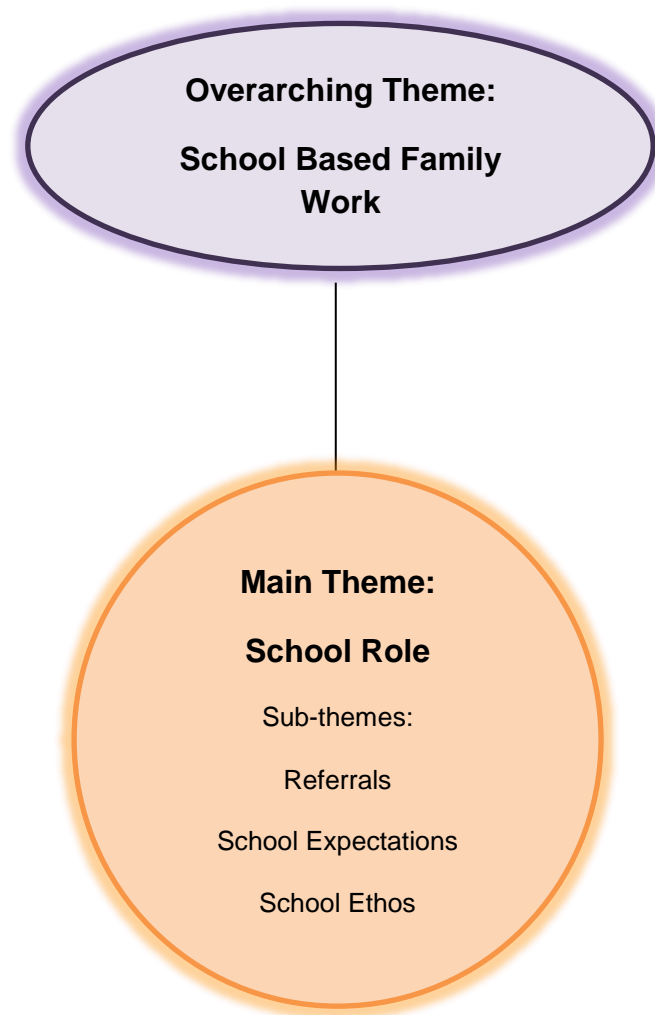 Overarching Theme:
School Based Family
Work
Main Theme:
School Role
Sub-themes:
Referrals
School Expectations
School Ethos